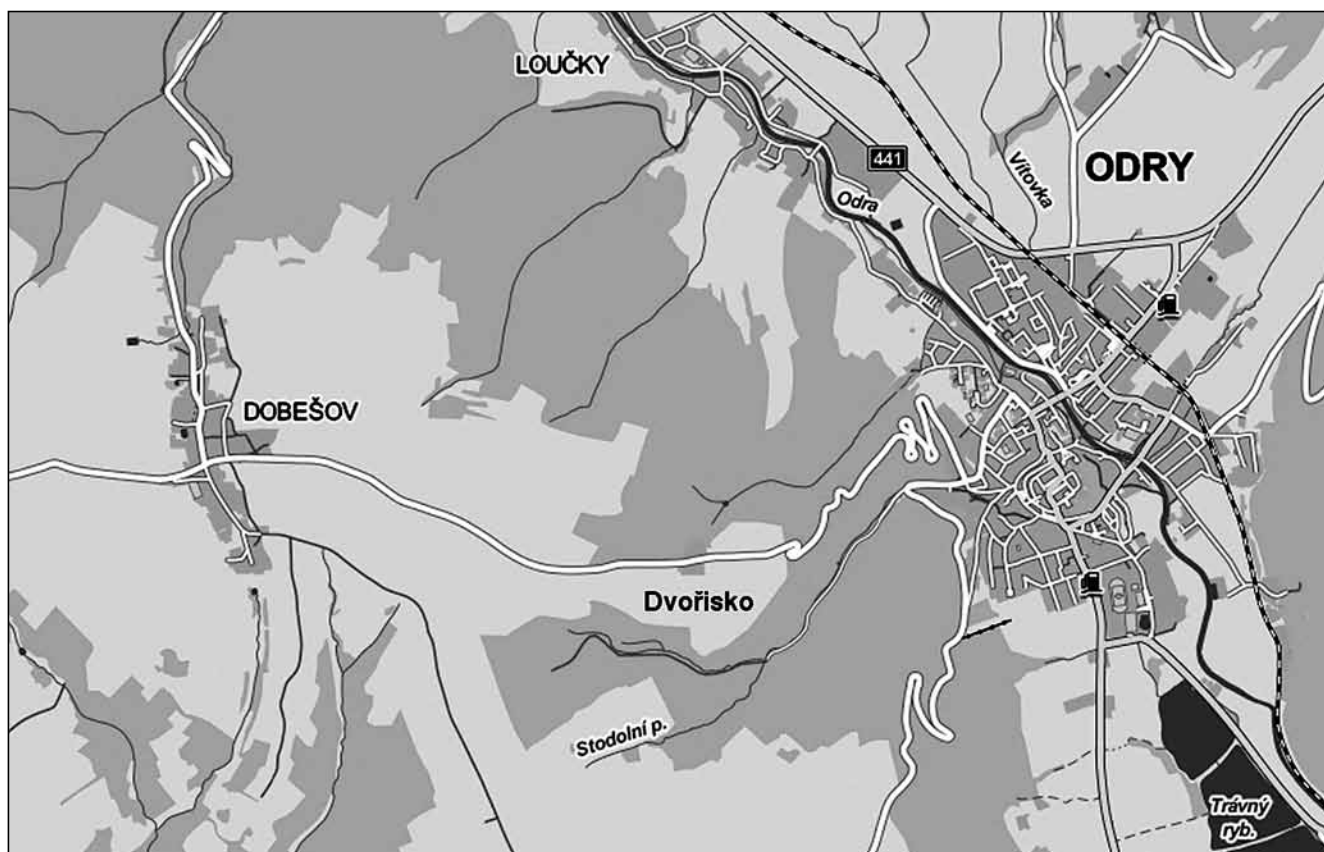 LOUČKY
441
ODRY
Vítovka
Odra
DOBEŠOV
Dvořisko
Stodolní p.
Trávný
ryb.